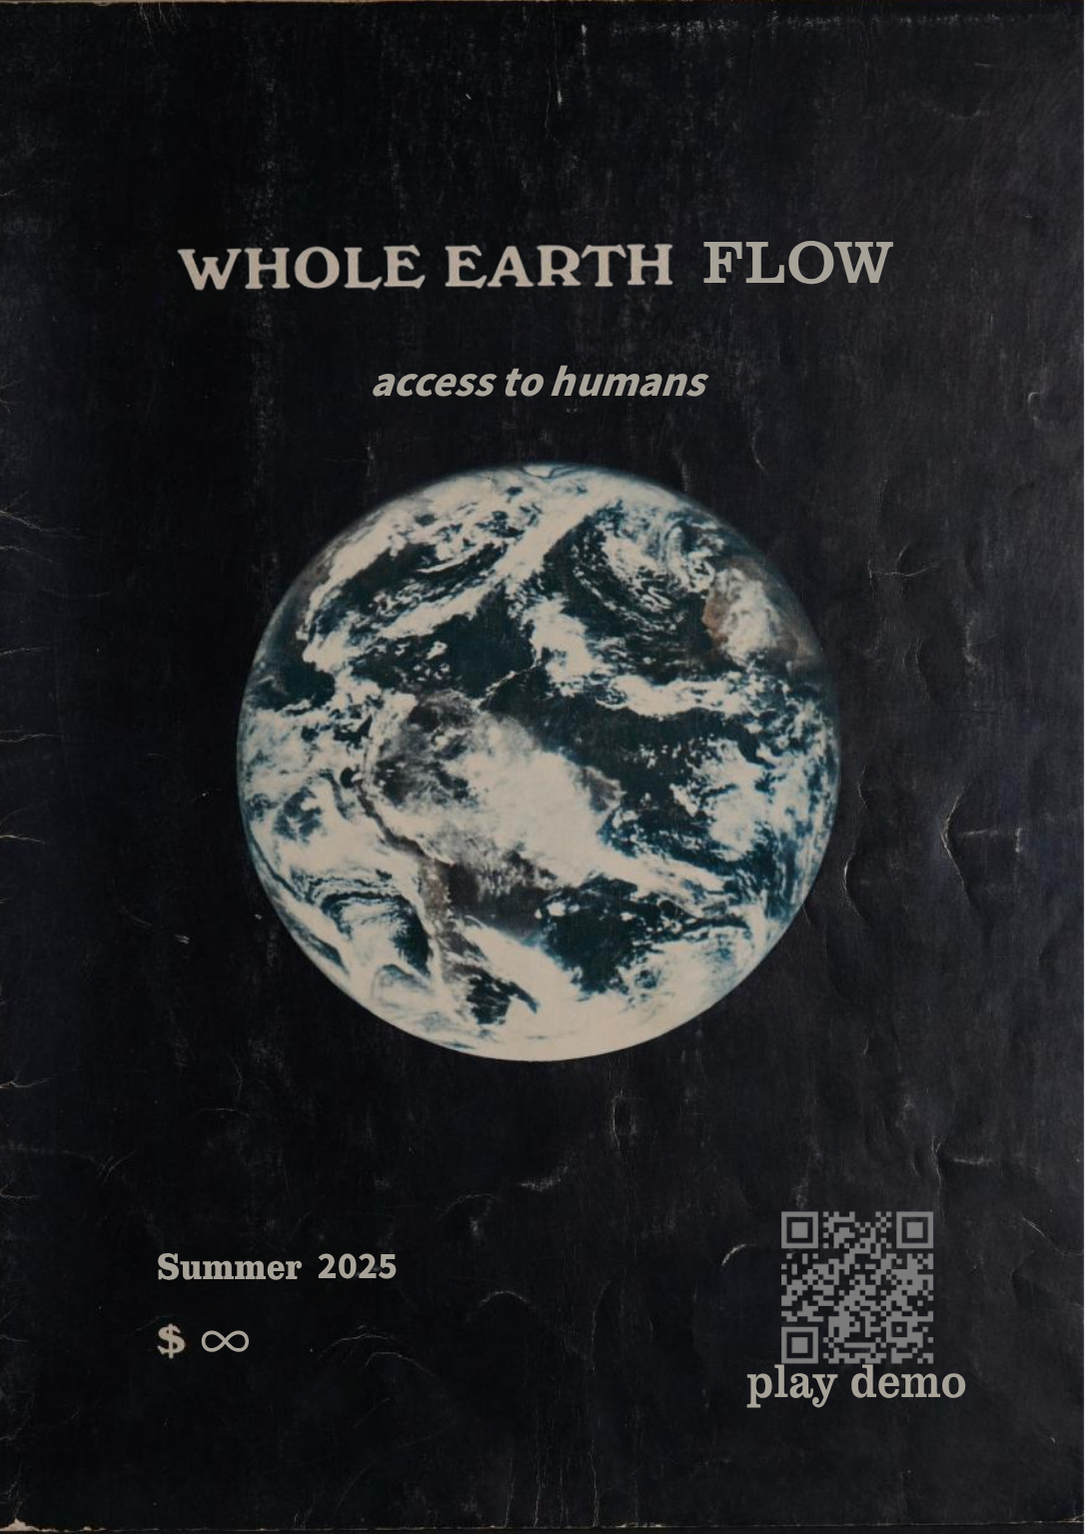 WHOLE EARTH FLOW
access to humans
Summer 2025
$ ∞
play demo